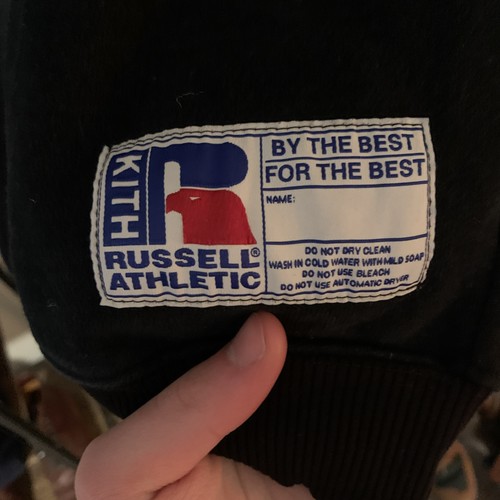 KITH
RUSSELL®
ATHLETIC
BY THE BEST
FOR THE BEST
NAME:
DO NOT DRY CLEAN
WASH IN COLD WATER WITH MILD SOAP
DO NOT USE BLEACH
DO NOT USE AUTOMATIC DRYER